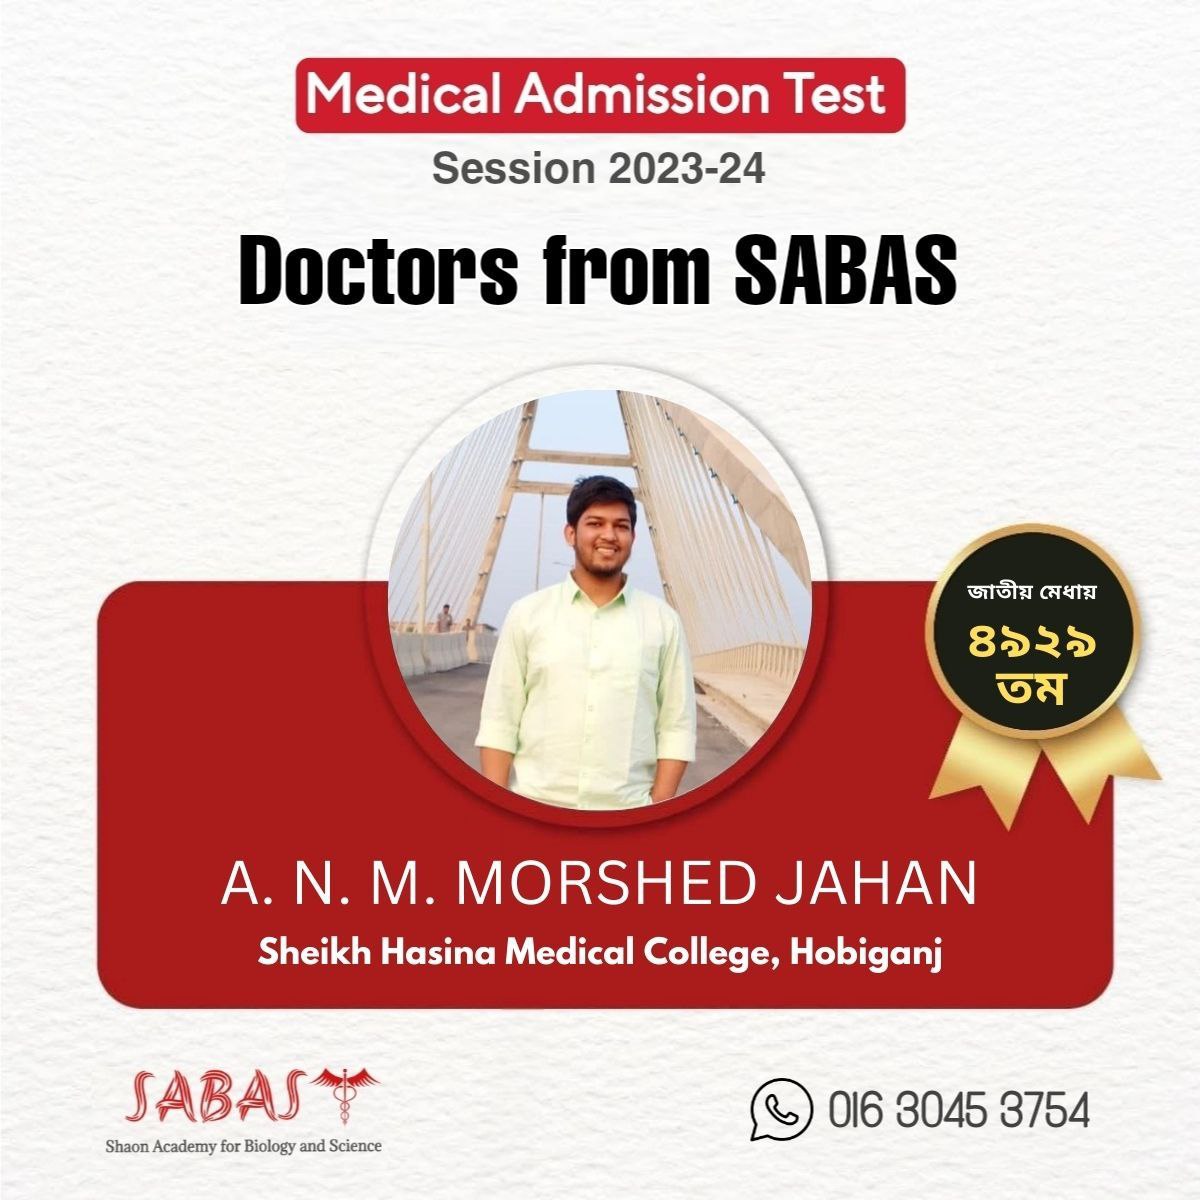 Medical Admission Test
Session 2023-24
Doctors from SABAS
জাতীয় মেধায়
৪৯২৯
তম
A. N. M. MORSHED JAHAN
Sheikh Hasina Medical College, Hobiganj
SABAS
Shaon Academy for Biology and Science
016 3045 3754